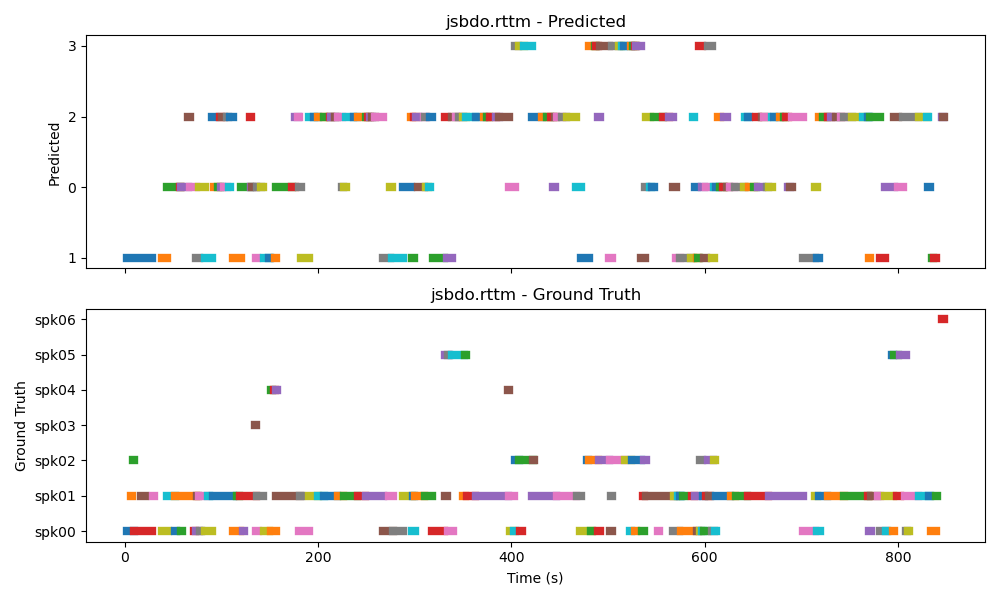 jsbdo.rttm - Predicted
3
2
0
1
Predicted
jsbdo.rttm - Ground Truth
spk06
spk05
spk04
spk03
spk02
spk01
spk00
Ground Truth
0
200
400
600
800
Time (s)